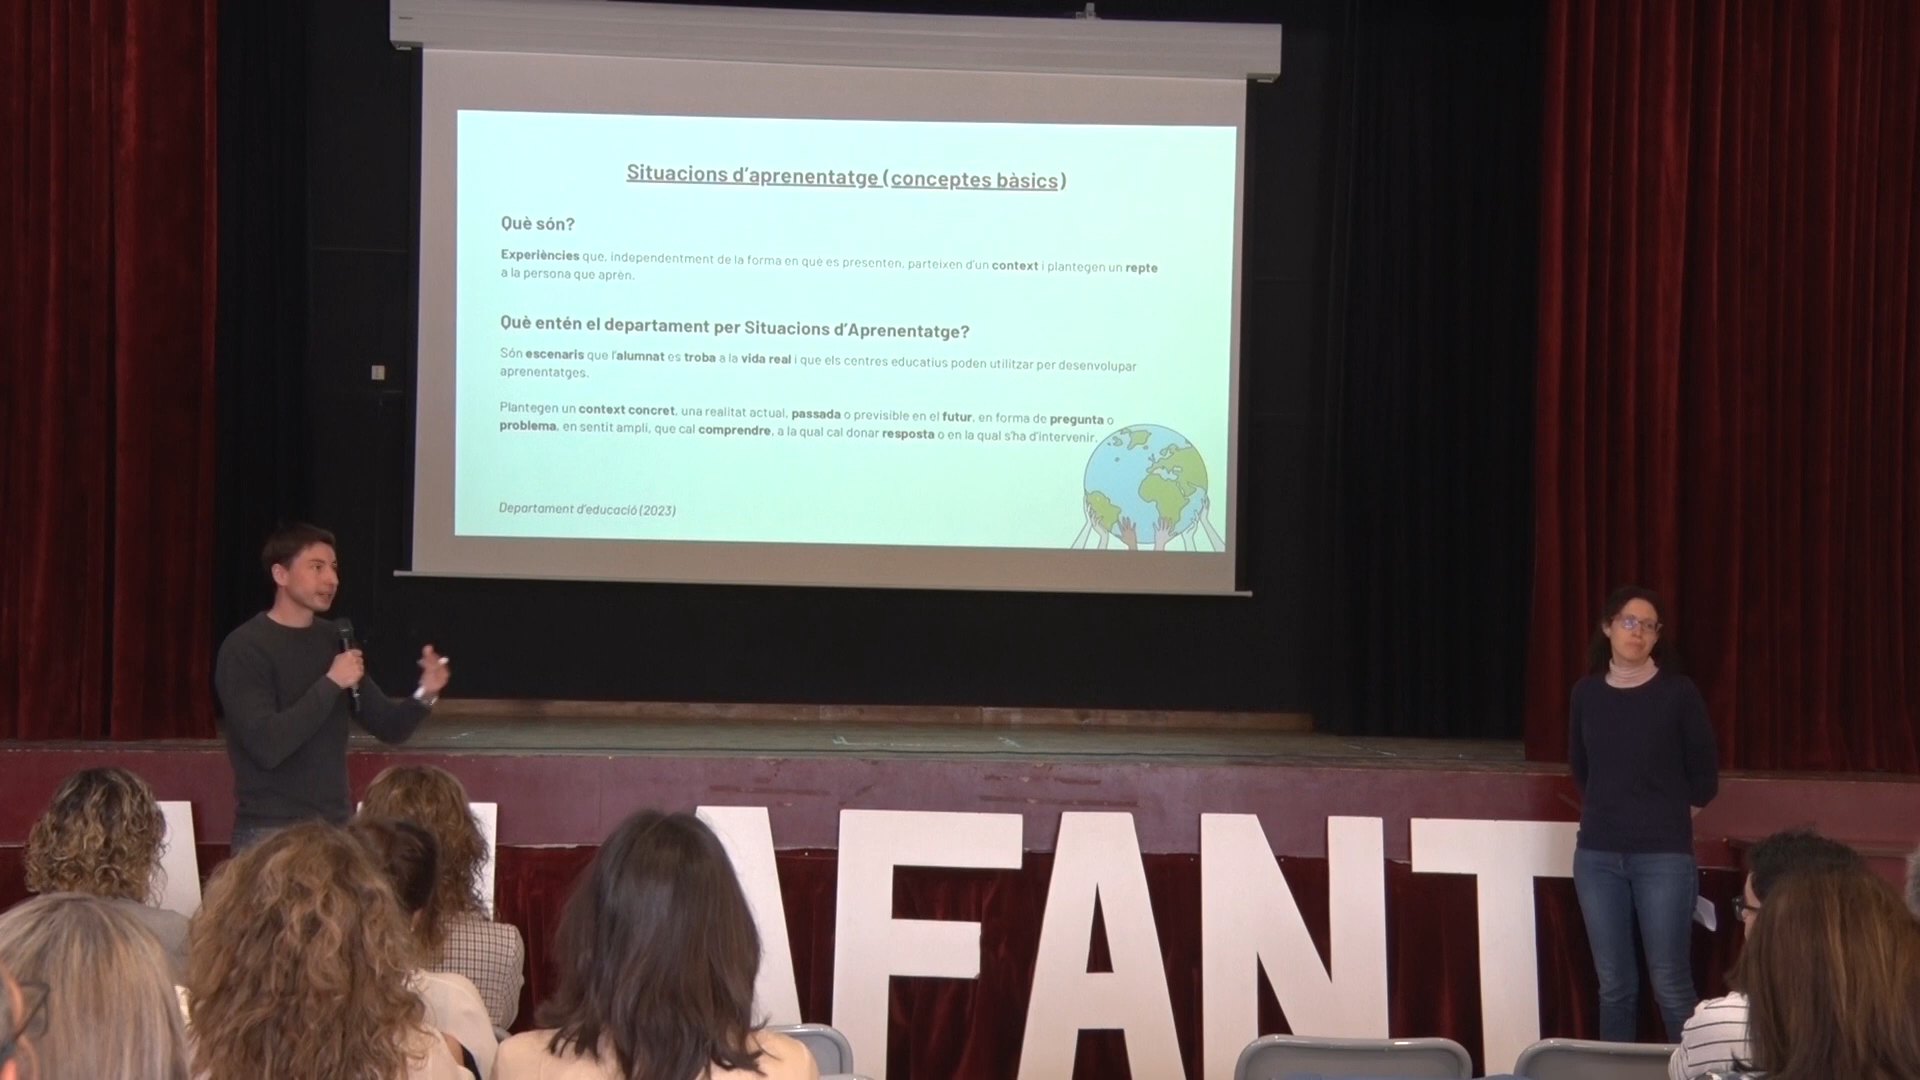 Situacions d'aprenentatge (conceptes bàsics)
Què són?
Experiències que, independentment de la forma en què es presenten, parteixen d'un context i plantegen un repte
a la persona que aprèn.
Què entén el departament per Situacions d'Aprenentatge?
Són escenaris que l'alumnat es troba a la vida real i que els centres educatius poden utilitzar per desenvolupar
aprenentatges.
Plantegen un context concret, una realitat actual, passada o previsible en el futur, en forma de pregunta o
problema, en sentit ampli, que cal comprendre, a la qual cal donar resposta o en la qual s'ha d'intervenir.
Departament d'educació (2023)
AFANT